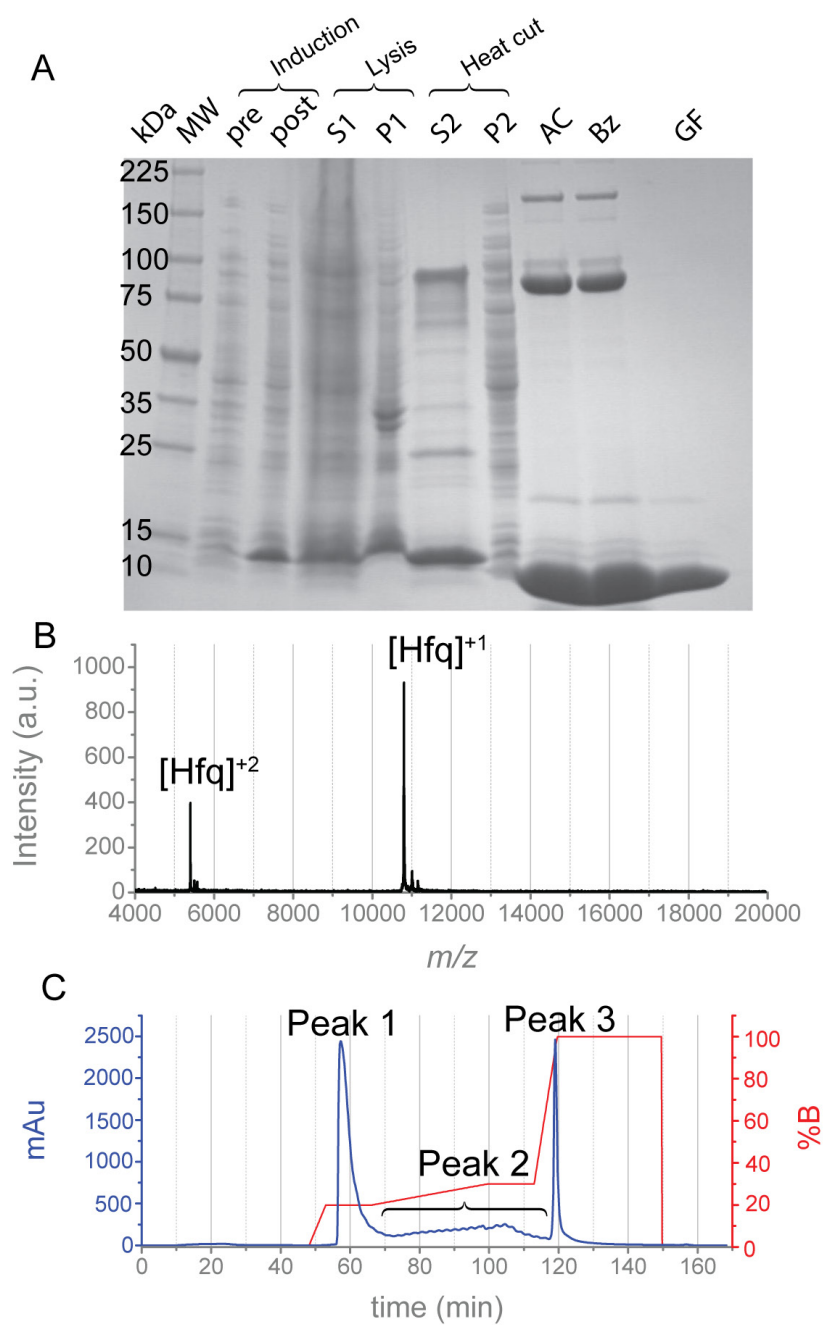 A
Induction Lysis Heat cut
kDa MW pre post S1 P1 S2 P2 AC Bz GF
225
150
100
75
50
35
25
15
10
B
[Hfq]+1
[Hfq]+2
Intensity (a.u.)
1000
800
600
400
200
0
4000 6000 8000 10000 12000 14000 16000 18000 20000
m/z
C
Peak 1 Peak 3
Peak 2
mAu
2500
2000
1500
1000
500
0
100
80
60
40
20
0
%B
0 20 40 60 80 100 120 140 160
time (min)